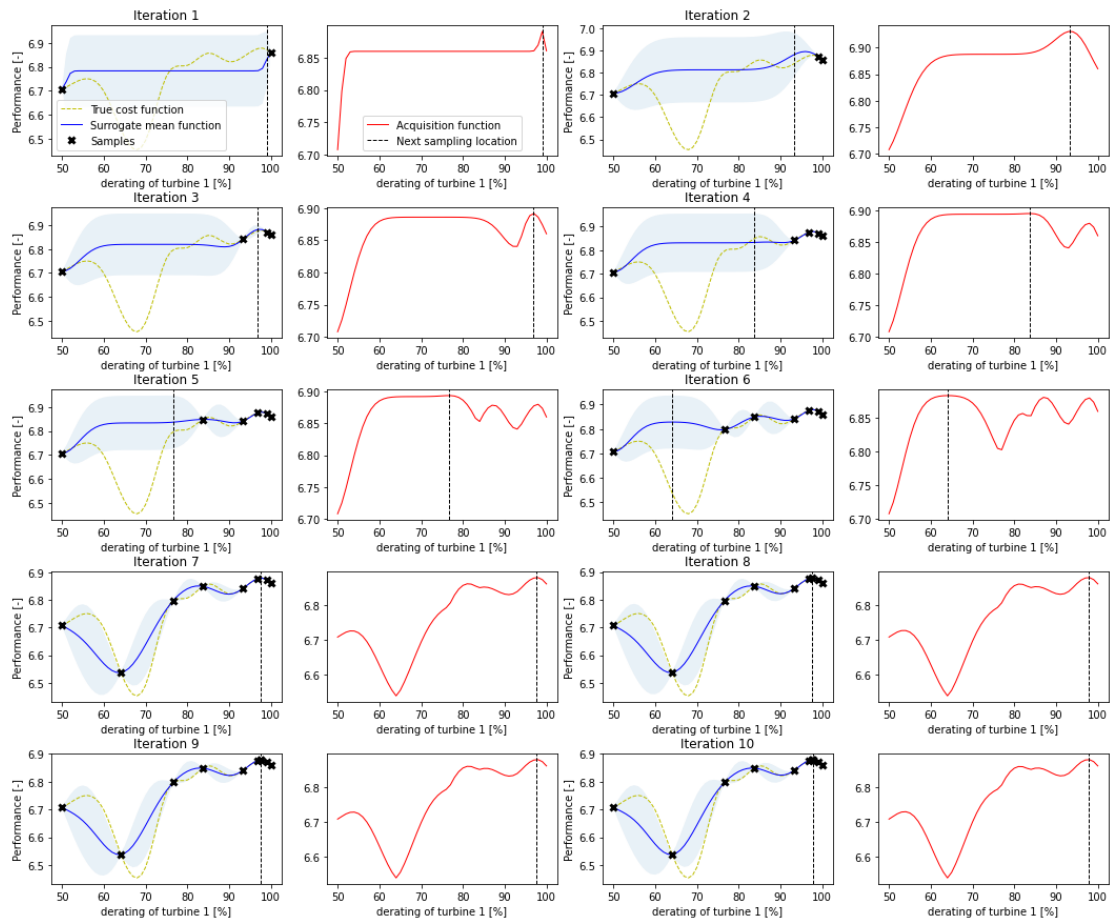 Iteration 1
Performance [-]
6.9
6.8
6.7
6.6
6.5
True cost function
Surrogate mean function
Samples
50 60 70 80 90 100
derating of turbine 1 [%]
6.85
6.80
6.75
6.70
Acquisition function
Next sampling location
50 60 70 80 90 100
derating of turbine 1 [%]
Iteration 2
Performance [-]
7.0
6.9
6.8
6.7
6.6
6.5
50 60 70 80 90 100
derating of turbine 1 [%]
6.90
6.85
6.80
6.75
6.70
50 60 70 80 90 100
derating of turbine 1 [%]
Iteration 3
Performance [-]
6.9
6.8
6.7
6.6
6.5
50 60 70 80 90 100
derating of turbine 1 [%]
6.90
6.85
6.80
6.75
6.70
50 60 70 80 90 100
derating of turbine 1 [%]
Iteration 4
Performance [-]
6.9
6.8
6.7
6.6
6.5
50 60 70 80 90 100
derating of turbine 1 [%]
6.90
6.85
6.80
6.75
6.70
50 60 70 80 90 100
derating of turbine 1 [%]
Iteration 5
Performance [-]
6.9
6.8
6.7
6.6
6.5
50 60 70 80 90 100
derating of turbine 1 [%]
6.90
6.85
6.80
6.75
6.70
50 60 70 80 90 100
derating of turbine 1 [%]
Iteration 6
Performance [-]
6.9
6.8
6.7
6.6
6.5
50 60 70 80 90 100
derating of turbine 1 [%]
6.85
6.80
6.75
6.70
50 60 70 80 90 100
derating of turbine 1 [%]
Iteration 7
Performance [-]
6.9
6.8
6.7
6.6
6.5
50 60 70 80 90 100
derating of turbine 1 [%]
6.8
6.7
6.6
50 60 70 80 90 100
derating of turbine 1 [%]
Iteration 8
Performance [-]
6.9
6.8
6.7
6.6
6.5
50 60 70 80 90 100
derating of turbine 1 [%]
6.8
6.7
6.6
50 60 70 80 90 100
derating of turbine 1 [%]
Iteration 9
Performance [-]
6.9
6.8
6.7
6.6
6.5
50 60 70 80 90 100
derating of turbine 1 [%]
6.8
6.7
6.6
50 60 70 80 90 100
derating of turbine 1 [%]
Iteration 10
Performance [-]
6.9
6.8
6.7
6.6
6.5
50 60 70 80 90 100
derating of turbine 1 [%]
6.8
6.7
6.6
50 60 70 80 90 100
derating of turbine 1 [%]